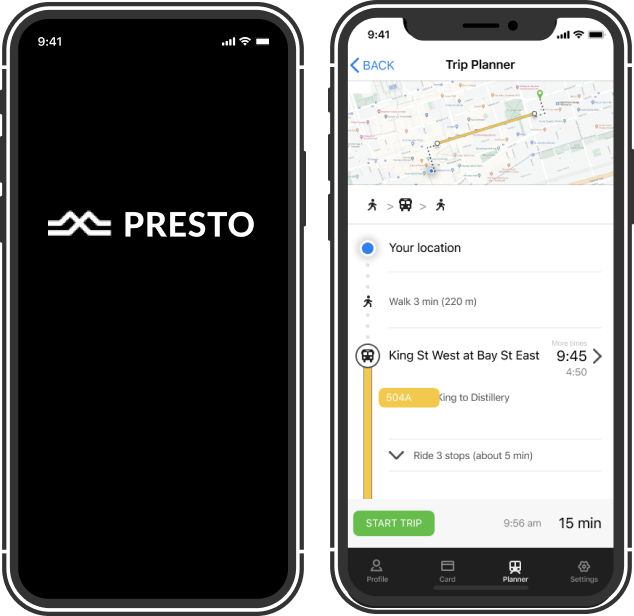 9:41
PRESTO
9:41
BACK
Trip Planner
> >
Your location
Walk 3 min (220 m)
More times
King St West at Bay St East 9:45
4:50
504A King to Distillery
Ride 3 stops (about 5 min)
START TRIP 9:56 am 15 min
Profile Card Planner Settings